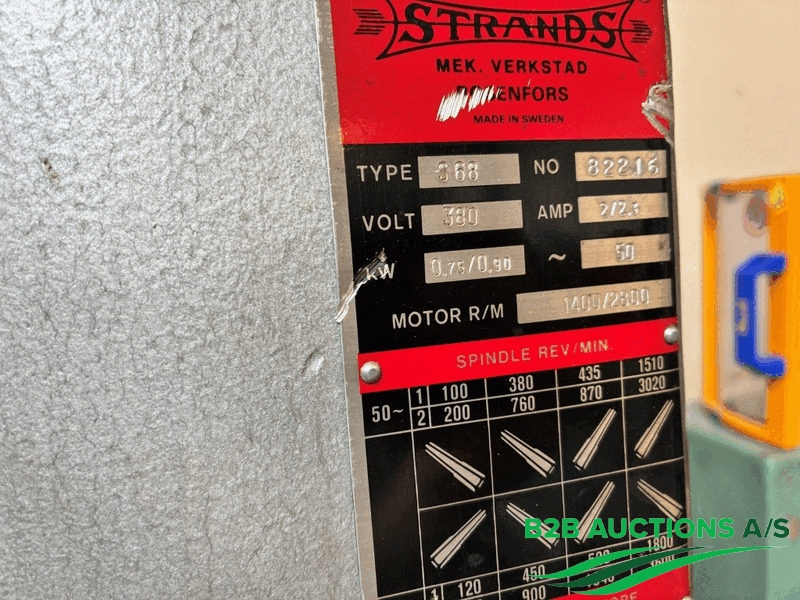 STRANDS
MEK. VERKSTAD
MADE IN SWEDEN
TYPE S68 NO 82216
VOLT 380 AMP 2/2.3
KW 0.75/0.90 ~ 50
MOTOR R/M 1400/2800
SPINDLE REV/MIN.
50~ 1 100 380 435 1510
2 200 760 870 3020
B2B AUCTIONS A/S
1 120 450 1800
900